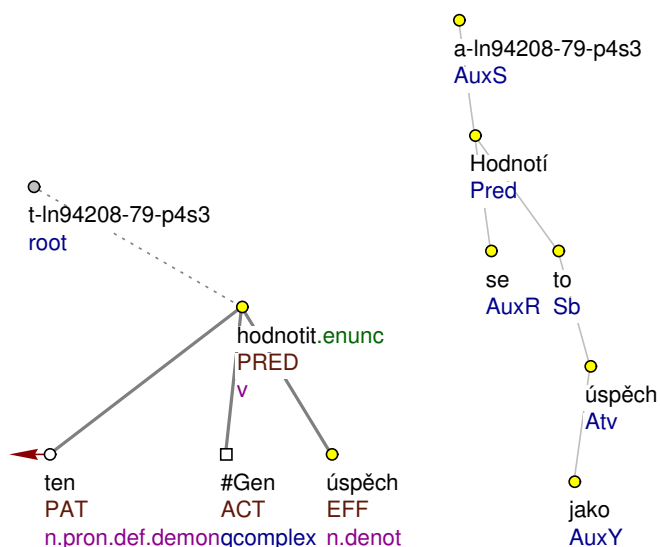 t-ln94208-79-p4s3
root
hodnotit.enunc
PRED
v
ten
PAT
n.pron.def.demon
#Gen
ACT
qcomplex
úspěch
EFF
n.denot
a-ln94208-79-p4s3
AuxS
Hodnotí
Pred
se
AuxR
to
Sb
úspěch
Atv
jako
AuxY